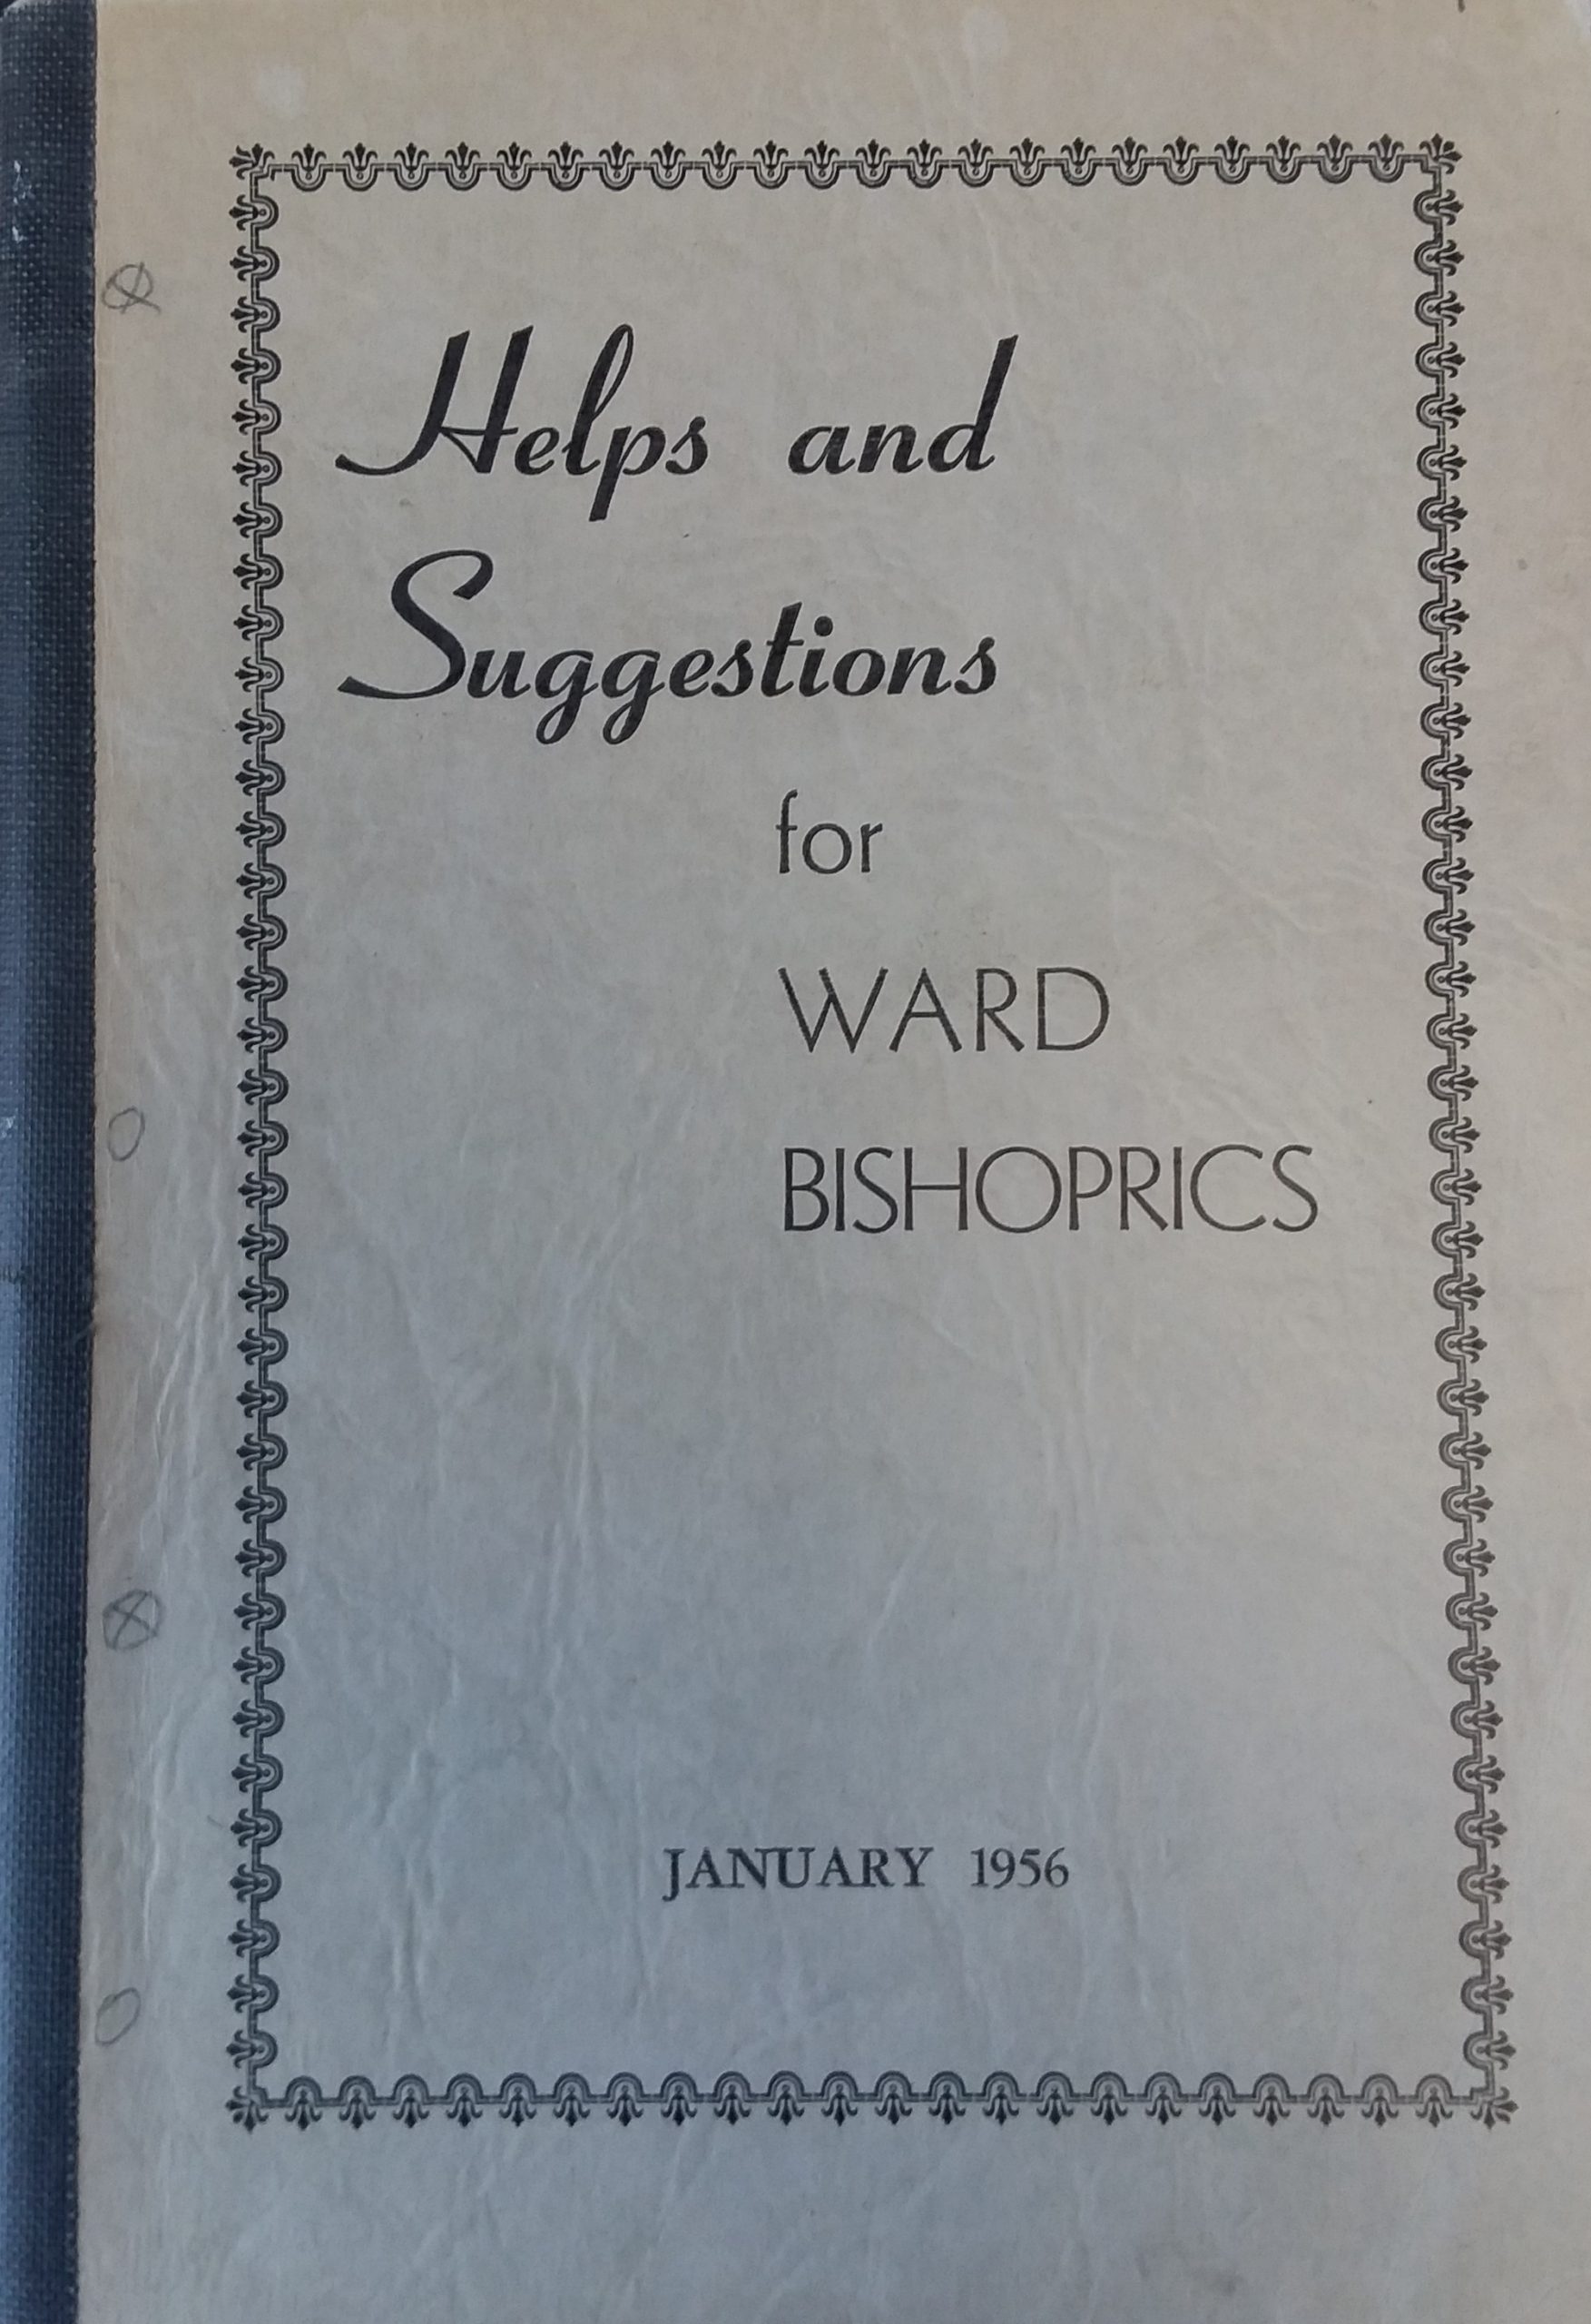 Helps and
Suggestions
for
WARD
BISHOPRICS
JANUARY 1956